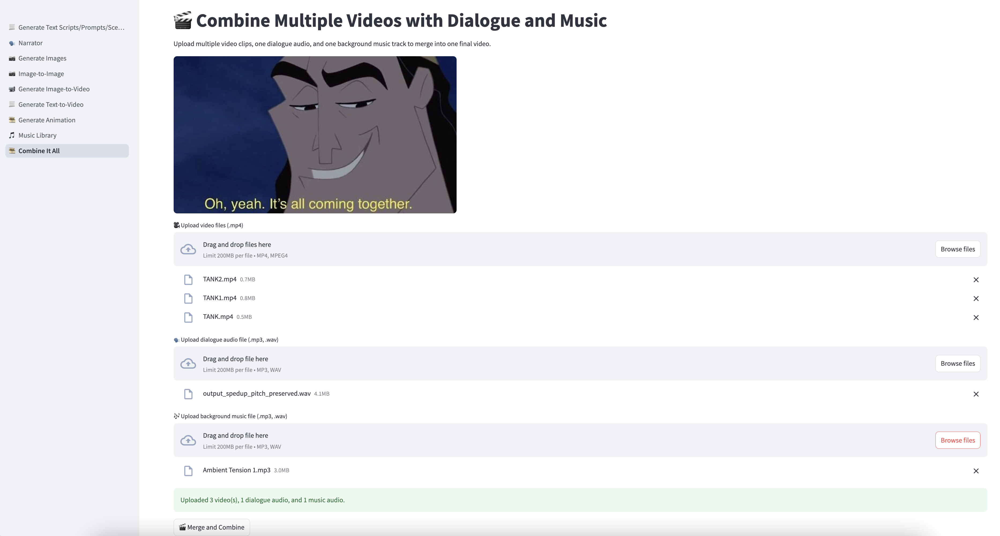 Generate Text Scripts/Prompts/Sce...
Narrator
Generate Images
Image-to-Image
Generate Image-to-Video
Generate Text-to-Video
Generate Animation
Music Library
Combine It All
Combine Multiple Videos with Dialogue and Music
Upload multiple video clips, one dialogue audio, and one background music track to merge into one final video.
Oh, yeah. It's all coming together.
Upload video files (.mp4)
Drag and drop files here
Limit 200MB per file • MP4, MPEG4
Browse files
TANK2.mp4 0.7MB
TANK1.mp4 0.8MB
TANK.mp4 0.5MB
Upload dialogue audio file (.mp3, .wav)
Drag and drop file here
Limit 200MB per file • MP3, WAV
Browse files
output_spedup_pitch_preserved.wav 4.1MB
Upload background music file (.mp3, .wav)
Drag and drop file here
Limit 200MB per file • MP3, WAV
Browse files
Ambient Tension 1.mp3 3.0MB
Uploaded 3 video(s), 1 dialogue audio, and 1 music audio.
Merge and Combine